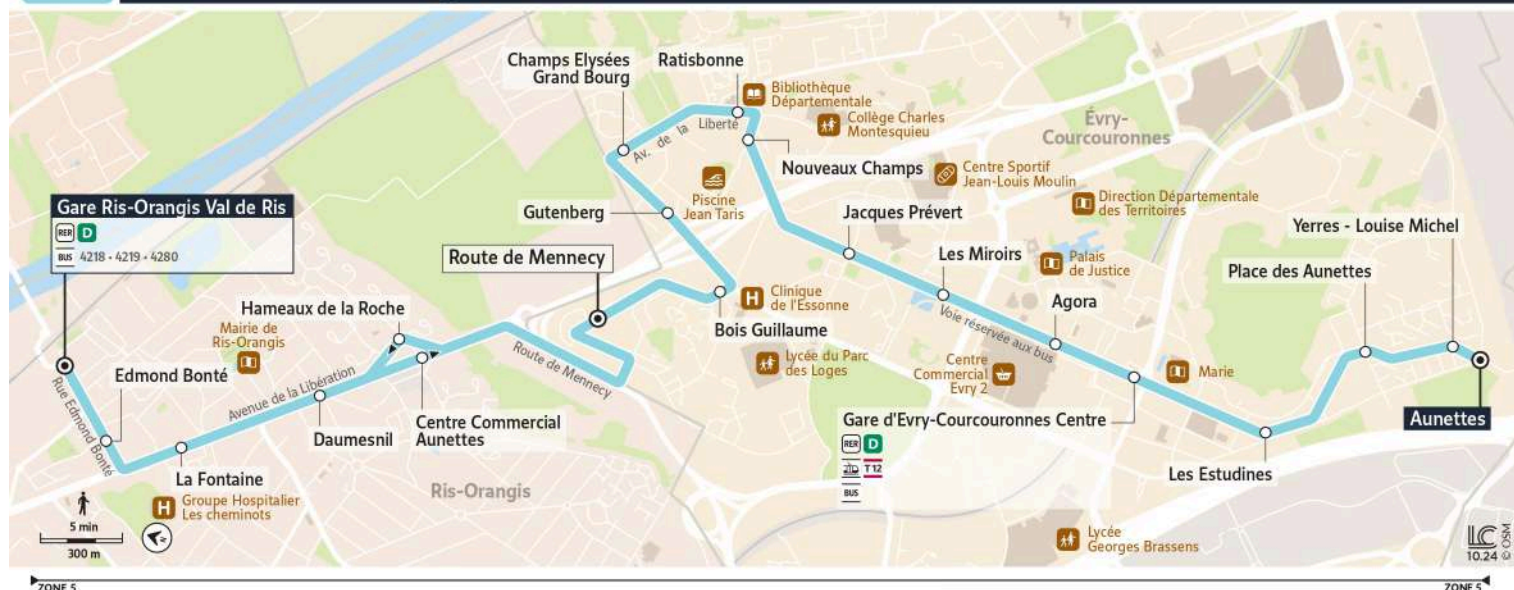 Champs Elysées
Grand Bourg
Ratisbonne
Bibliothèque
Départementale
Collège Charles
Montesquieu
Évry-
Courcouronnes
Av. de la Liberté
Nouveaux Champs
Centre Sportif
Jean-Louis Moulin
Piscine
Jean Taris
Direction Départementale
des Territoires
Gare Ris-Orangis Val de Ris
RER D
BUS 4218 • 4219 • 4280
Gutenberg
Jacques Prévert
Yerres - Louise Michel
Route de Mennecy
Les Miroirs
Palais
de Justice
Place des Aunettes
Hameaux de la Roche
H
Clinique
de l'Essonne
Agora
Mairie de
Ris-Orangis
Bois Guillaume
Voie réservée aux bus
Route de Mennecy
Edmond Bonté
Rue Edmond Bonté
Avenue de la Libération
Lycée du Parc
des Loges
Centre
Commercial
Evry 2
Marie
Daumesnil
Centre Commercial
Aunettes
Gare d'Evry-Courcouronnes Centre
RER D
T 12
BUS
Aunettes
La Fontaine
Les Estudines
H
Groupe Hospitalier
Les cheminots
Ris-Orangis
5 min
300 m
Lycée
Georges Brassens
LC
10.24 © OSM
ZONE 5
ZONE 5